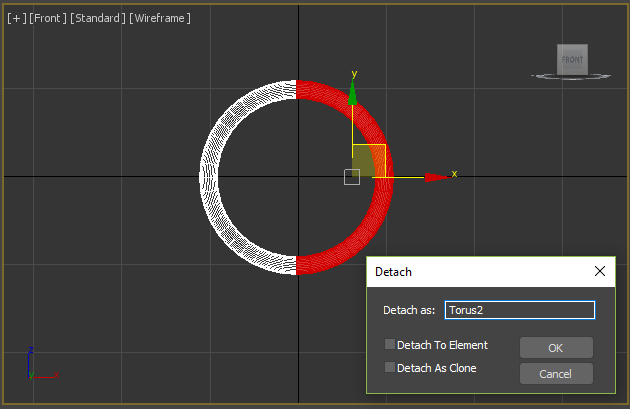 [+] [Front] [Standard] [Wireframe]
FRONT
y
x
Detach
Detach as: Torus2
Detach To Element
OK
Detach As Clone
Cancel
z
y
x